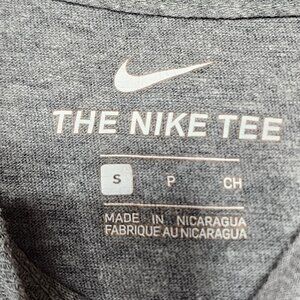 THE NIKE TEE
S P CH
MADE IN NICARAGUA
FABRIQUE AU NICARAGUA